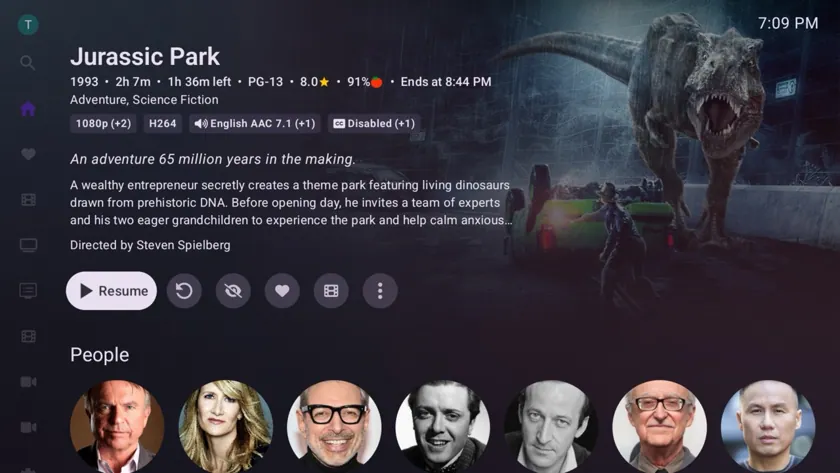 T
7:09 PM
Jurassic Park
1993 • 2h 7m • 1h 36m left • PG-13 • 8.0⭐ • 91%🍅 • Ends at 8:44 PM
Adventure, Science Fiction
1080p (+2) H264 English AAC 7.1 (+1) CC Disabled (+1)
An adventure 65 million years in the making.
A wealthy entrepreneur secretly creates a theme park featuring living dinosaurs
drawn from prehistoric DNA. Before opening day, he invites a team of experts
and his two eager grandchildren to experience the park and help calm anxious…
Directed by Steven Spielberg
Resume
People